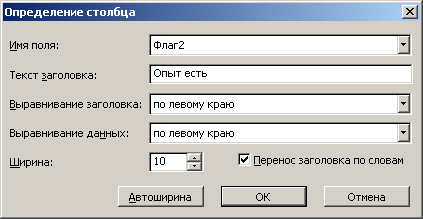 Определение столбца
Имя поля: Флаг2
Текст заголовка: Опыт есть
Выравнивание заголовка: по левому краю
Выравнивание данных: по левому краю
Ширина: 10 Перенос заголовка по словам
Автоширина OK Отмена